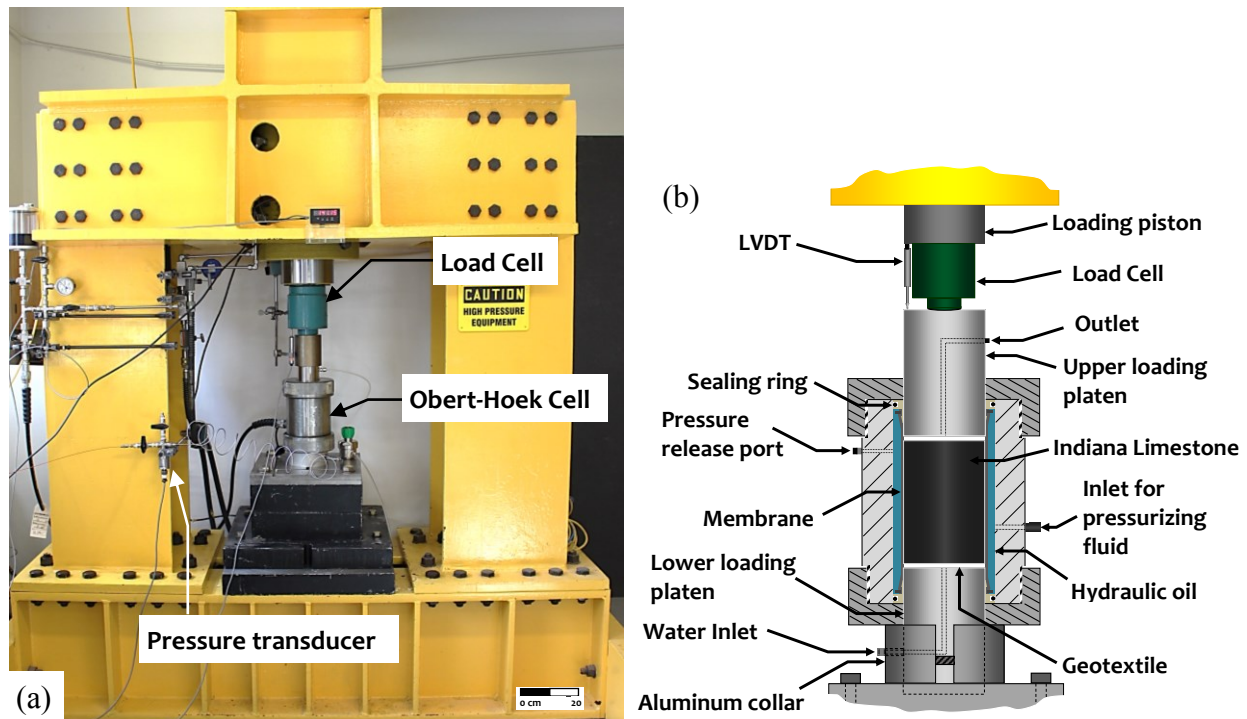 Load Cell
CAUTION
HIGH PRESSURE
EQUIPMENT
Obert-Hoek Cell
Pressure transducer
(a)
0 cm 20
(b)
LVDT
Loading piston
Load Cell
Outlet
Upper loading
platen
Sealing ring
Pressure
release port
Indiana Limestone
Membrane
Inlet for
pressurizing
fluid
Lower loading
platen
Hydraulic oil
Water Inlet
Geotextile
Aluminum collar